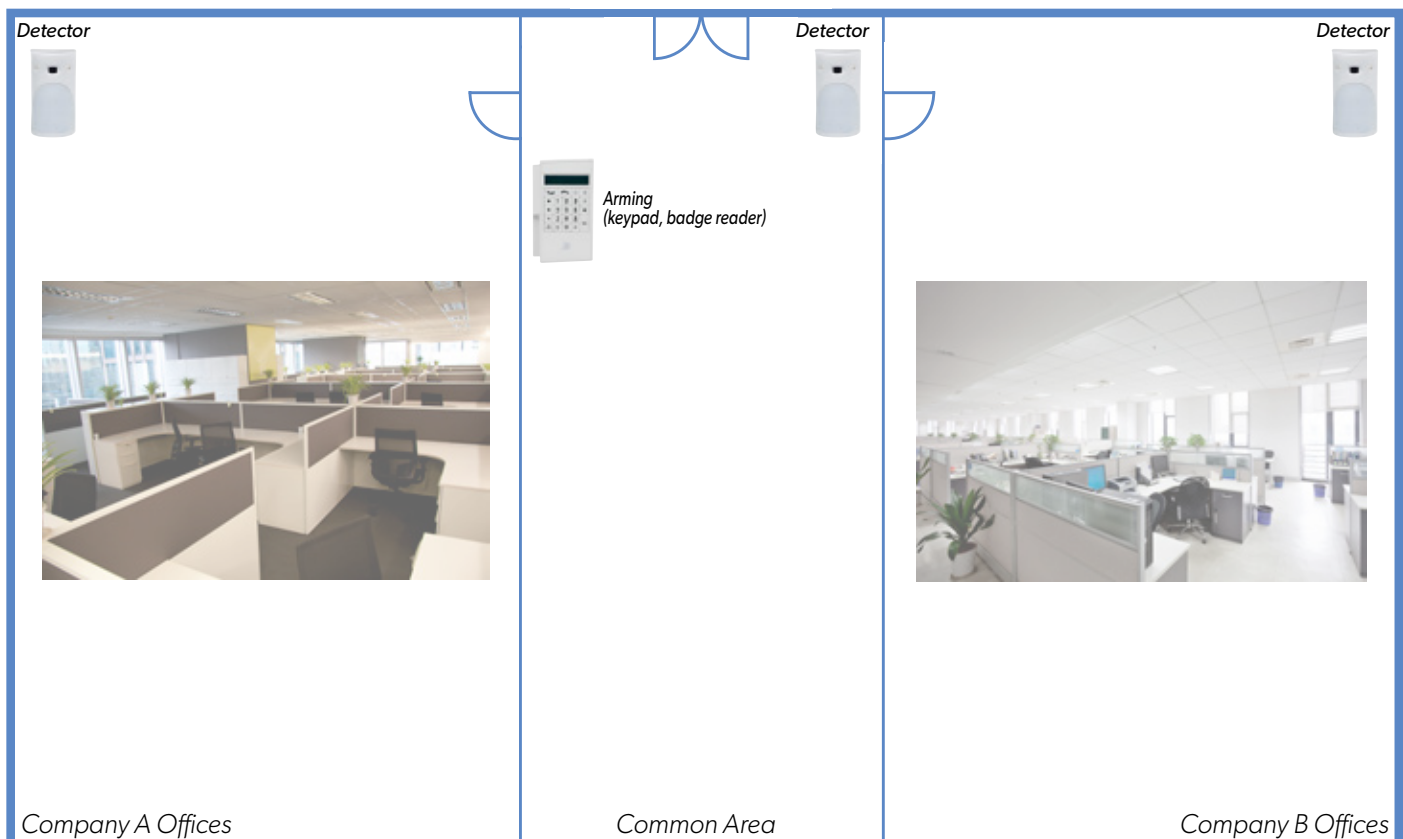 Detector
Detector
Detector
Arming
(keypad, badge reader)
Company A Offices
Common Area
Company B Offices